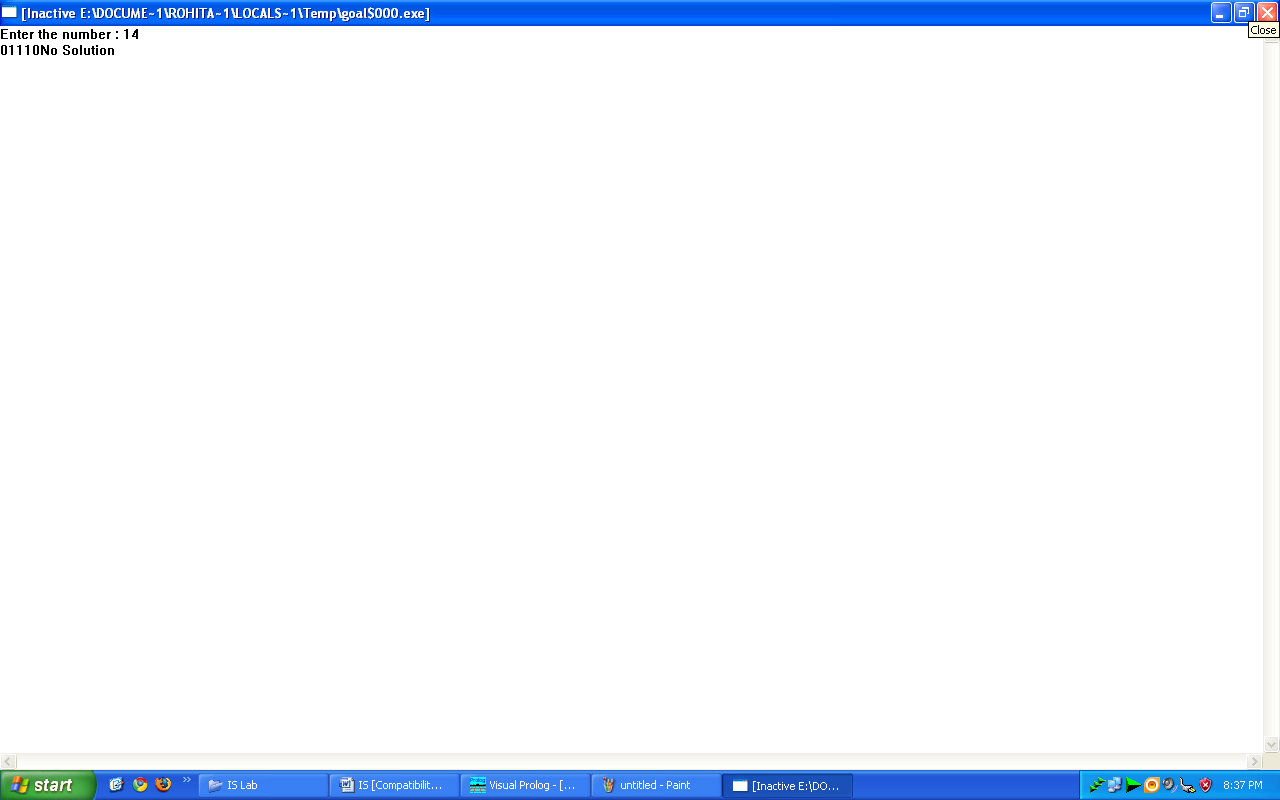 [Inactive E:\DOCUME~1\ROHITA~1\LOCALS~1\Temp\goal$000.exe]
Close
Enter the number : 14
01110No Solution
start
IS Lab
IS [Compatibilit...
Visual Prolog - [...
untitled - Paint
[Inactive E:\DO...
8:37 PM